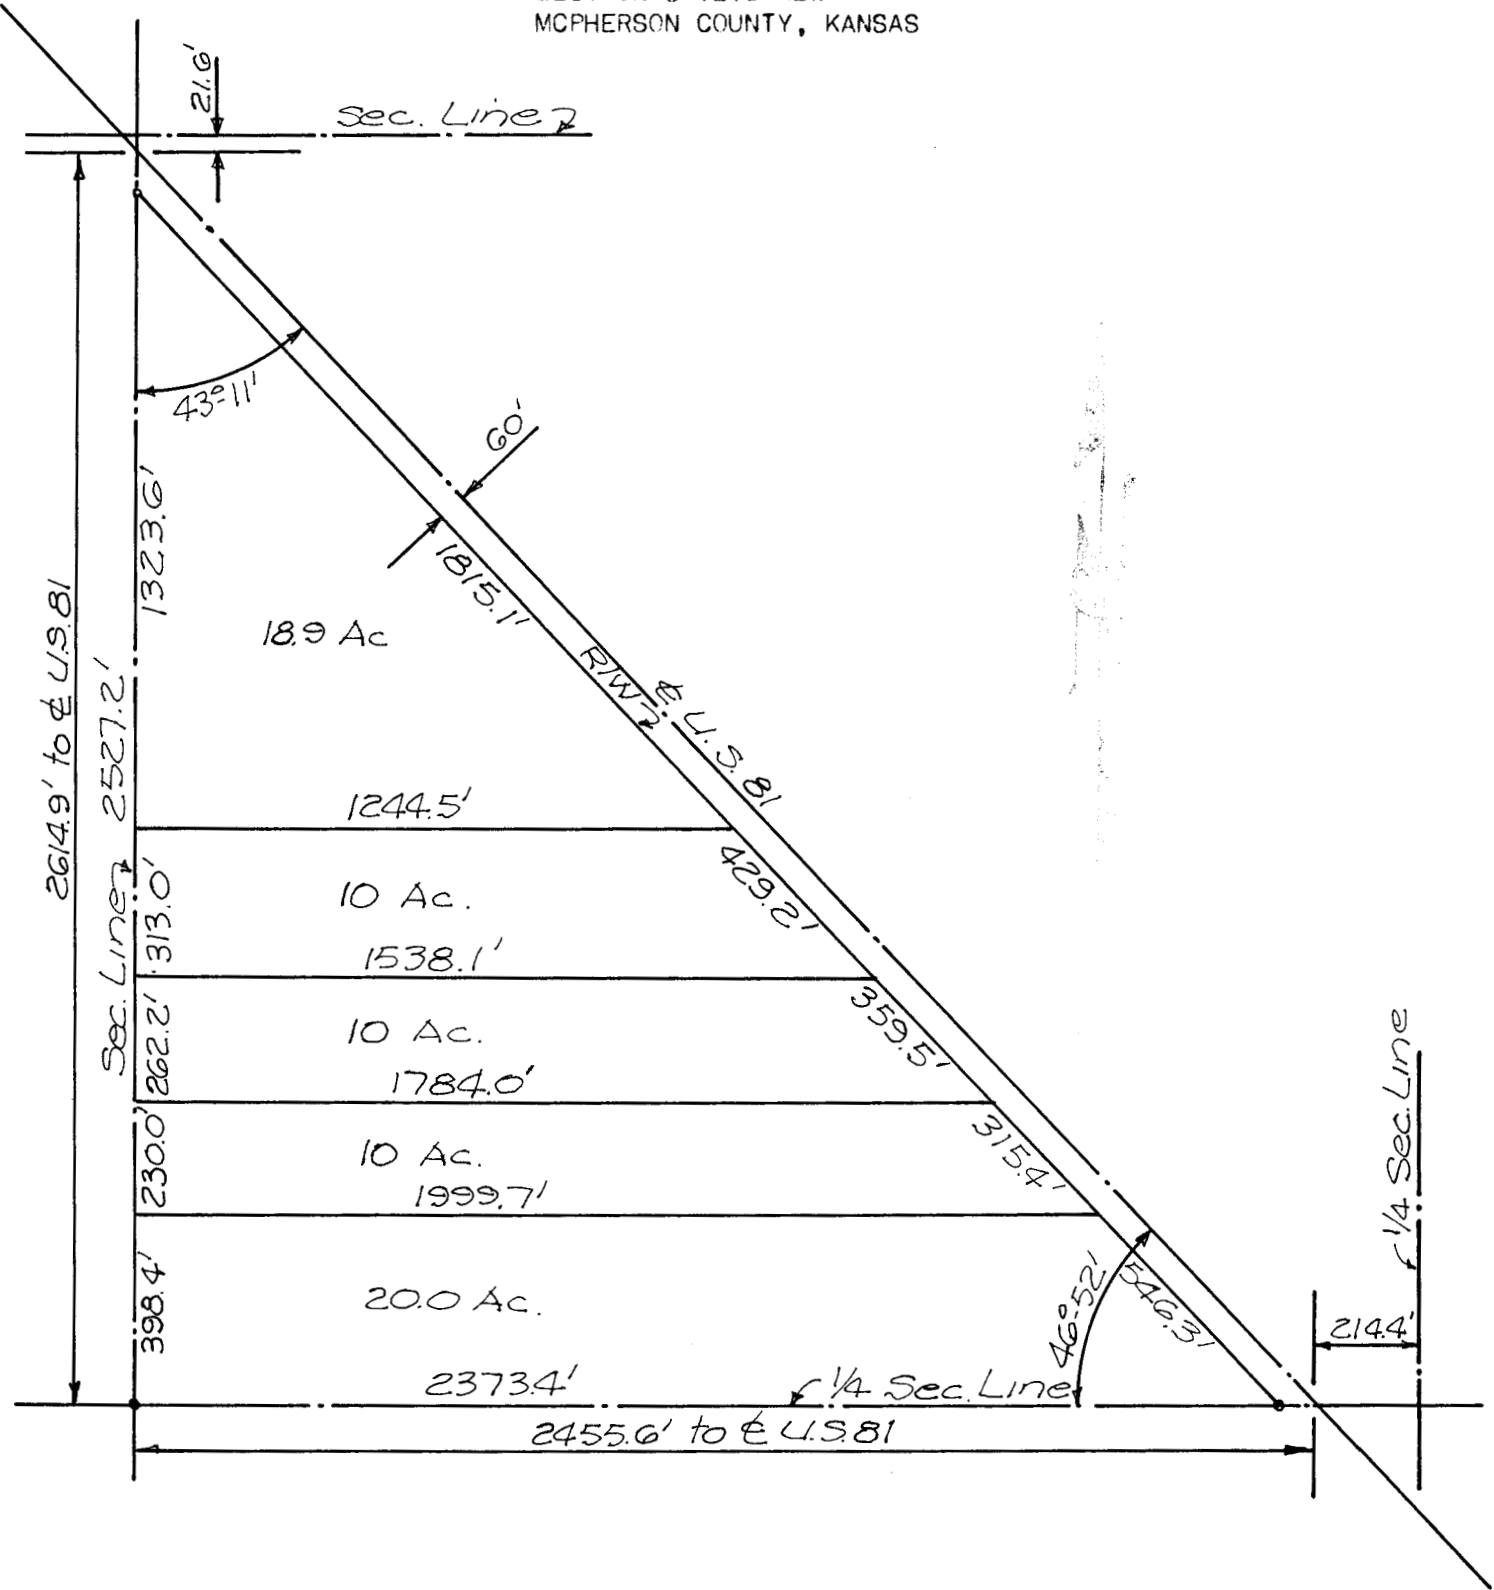 MCPHERSON COUNTY, KANSAS
21.6'
Sec. Line
43°-11'
60'
1323.6'
1815.1'
18.9 Ac
2614.9' to ℄ U.S. 81
Sec. Line 2527.2'
R/W
℄ U.S. 81
1244.5'
429.2'
10 Ac.
313.0'
1538.1'
359.5'
10 Ac.
262.2'
1784.0'
315.4'
10 Ac.
230.0'
1999.7'
546.3'
46°-52'
20.0 Ac.
398.4'
2373.4'
1/4 Sec. Line
2455.6' to ℄ U.S. 81
214.4'
1/4 Sec. Line